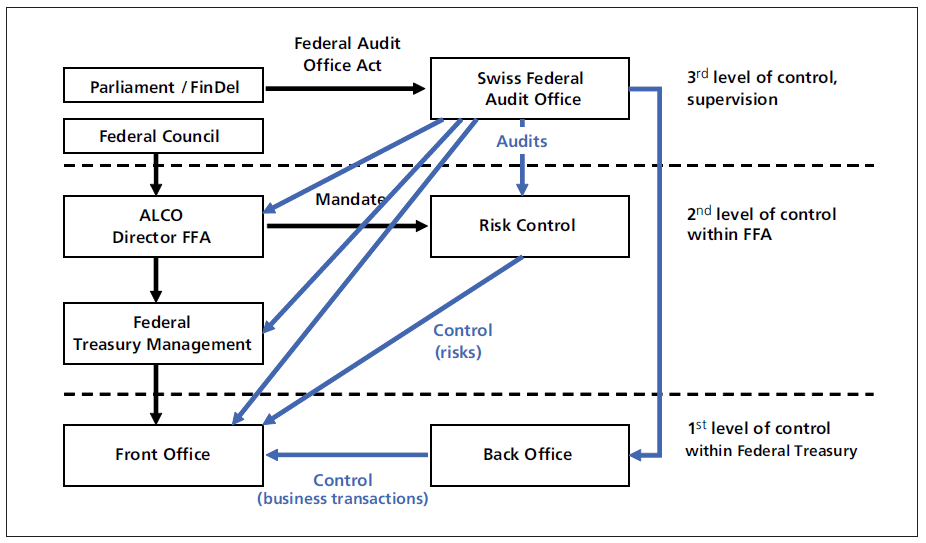 Federal Audit
Office Act
Parliament / FinDel
Swiss Federal
Audit Office
3rd level of control,
supervision
Federal Council
Audits
ALCO
Director FFA
Mandate
Risk Control
2nd level of control
within FFA
Federal
Treasury Management
Control
(risks)
Front Office
Back Office
1st level of control
within Federal Treasury
Control
(business transactions)